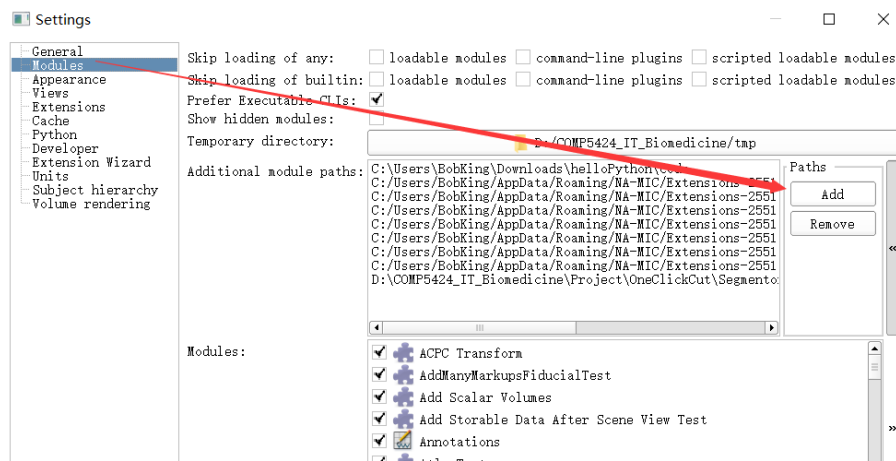 Settings
General
Modules
Appearance
Views
Extensions
Cache
Python
Developer
Extension Wizard
Units
Subject hierarchy
Volume rendering
Skip loading of any: loadable modules command-line plugins scripted loadable modules
Skip loading of builtin: loadable modules command-line plugins scripted loadable modules
Prefer Executable CLIs:
Show hidden modules:
Temporary directory: D:/COMP5424_IT_Biomedicine/tmp
Additional module paths:
C:\Users\BobKing\Downloads\helloPython\code
C:/Users/BobKing/AppData/Roaming/NA-MIC/Extensions-2551
C:/Users/BobKing/AppData/Roaming/NA-MIC/Extensions-2551
C:/Users/BobKing/AppData/Roaming/NA-MIC/Extensions-2551
C:/Users/BobKing/AppData/Roaming/NA-MIC/Extensions-2551
C:/Users/BobKing/AppData/Roaming/NA-MIC/Extensions-2551
C:/Users/BobKing/AppData/Roaming/NA-MIC/Extensions-2551
C:/Users/BobKing/AppData/Roaming/NA-MIC/Extensions-2551
D:\COMP5424_IT_Biomedicine\Project\OneClickCut\Segmento
Paths
Add
Remove
Modules:
ACPC Transform
AddManyMarkupsFiducialTest
Add Scalar Volumes
Add Storable Data After Scene View Test
Annotations